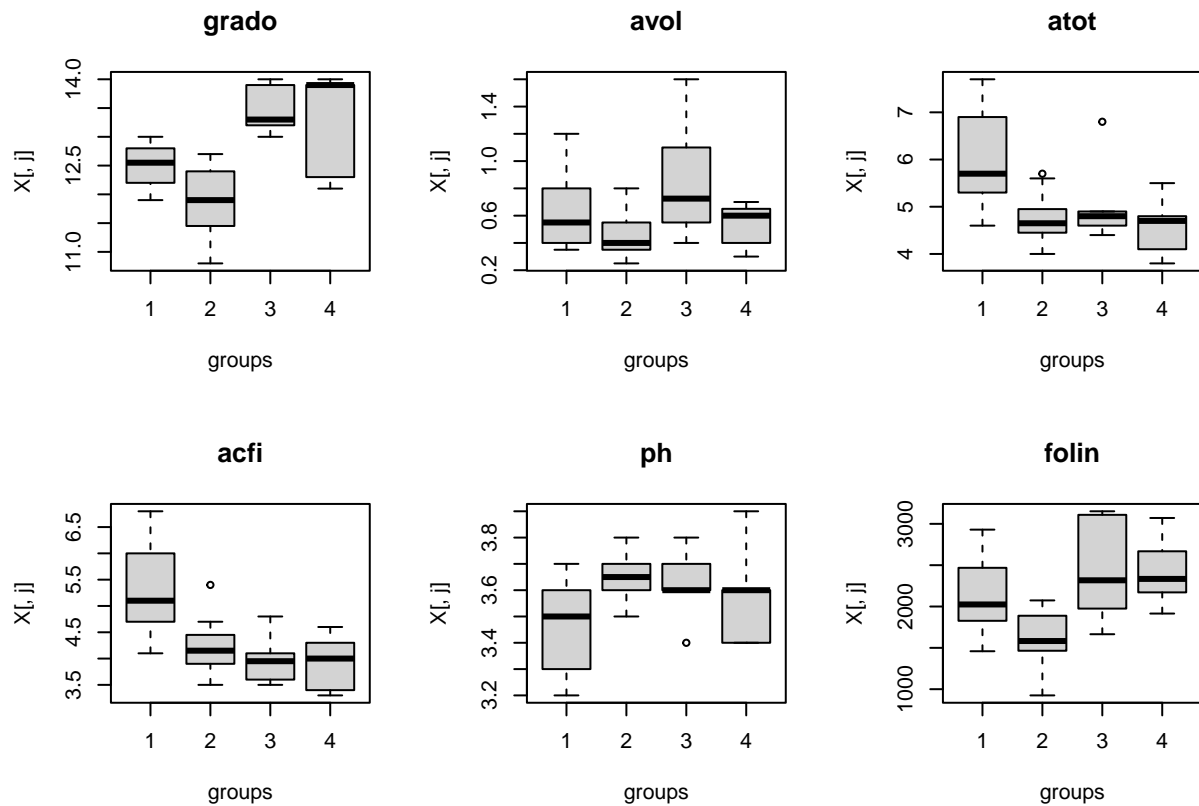 grado
X[, j]
14.0
12.5
11.0
1 2 3 4
groups
avol
X[, j]
1.4
1.0
0.6
0.2
1 2 3 4
groups
atot
X[, j]
7
6
5
4
1 2 3 4
groups
acfi
X[, j]
6.5
5.5
4.5
3.5
1 2 3 4
groups
ph
X[, j]
3.8
3.6
3.4
3.2
1 2 3 4
groups
folin
X[, j]
3000
2000
1000
1 2 3 4
groups